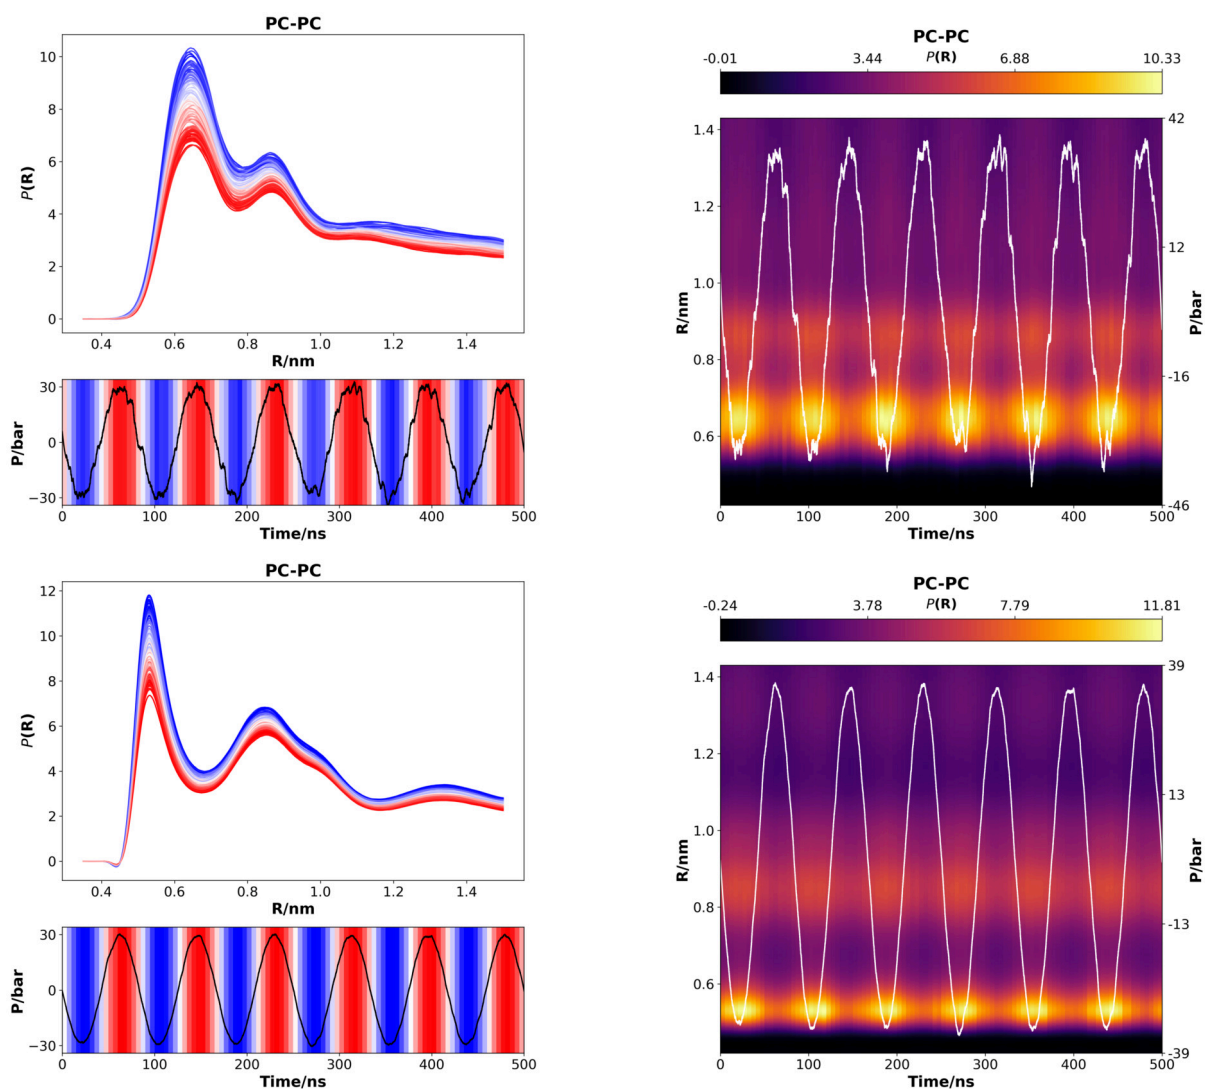 PC-PC
10
8
6
4
2
0
P(R)
0.4 0.6 0.8 1.0 1.2 1.4
R/nm
30
0
−30
P/bar
0 100 200 300 400 500
Time/ns
PC-PC
P(R)
-0.01 3.44 6.88 10.33
1.4
1.2
1.0
0.8
0.6
R/nm
42
12
-16
-46
P/bar
0 100 200 300 400 500
Time/ns
PC-PC
12
10
8
6
4
2
0
P(R)
0.4 0.6 0.8 1.0 1.2 1.4
R/nm
30
0
−30
P/bar
0 100 200 300 400 500
Time/ns
PC-PC
P(R)
-0.24 3.78 7.79 11.81
1.4
1.2
1.0
0.8
0.6
R/nm
39
13
-13
-39
P/bar
0 100 200 300 400 500
Time/ns